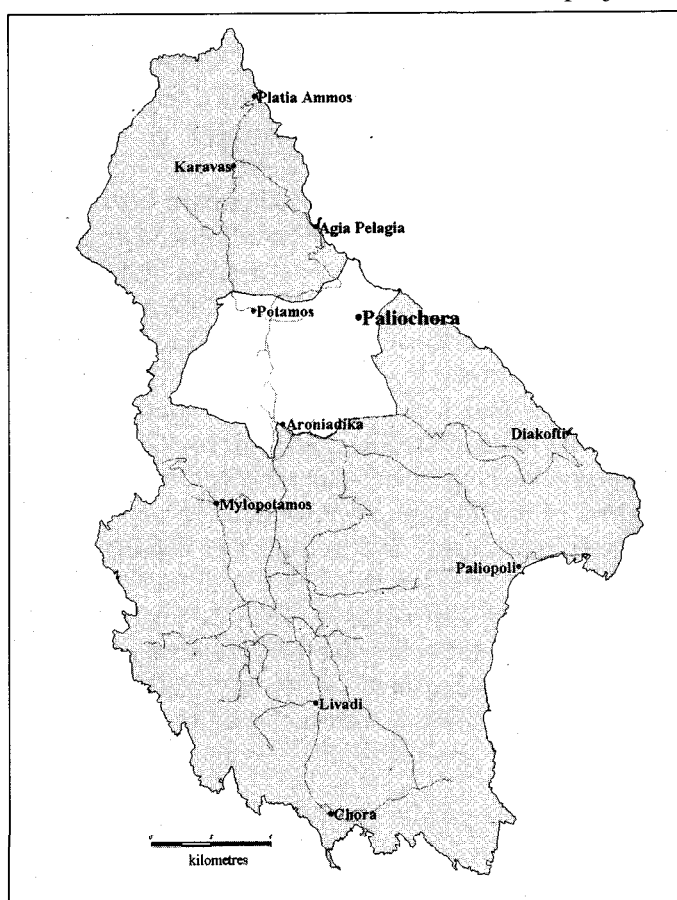 Platia Ammos
Karavas
Agia Pelagia
Potamos
Paliochora
Aroniadika
Diakofti
Mylopotamos
Paliopoli
Livadi
Chora
kilometres